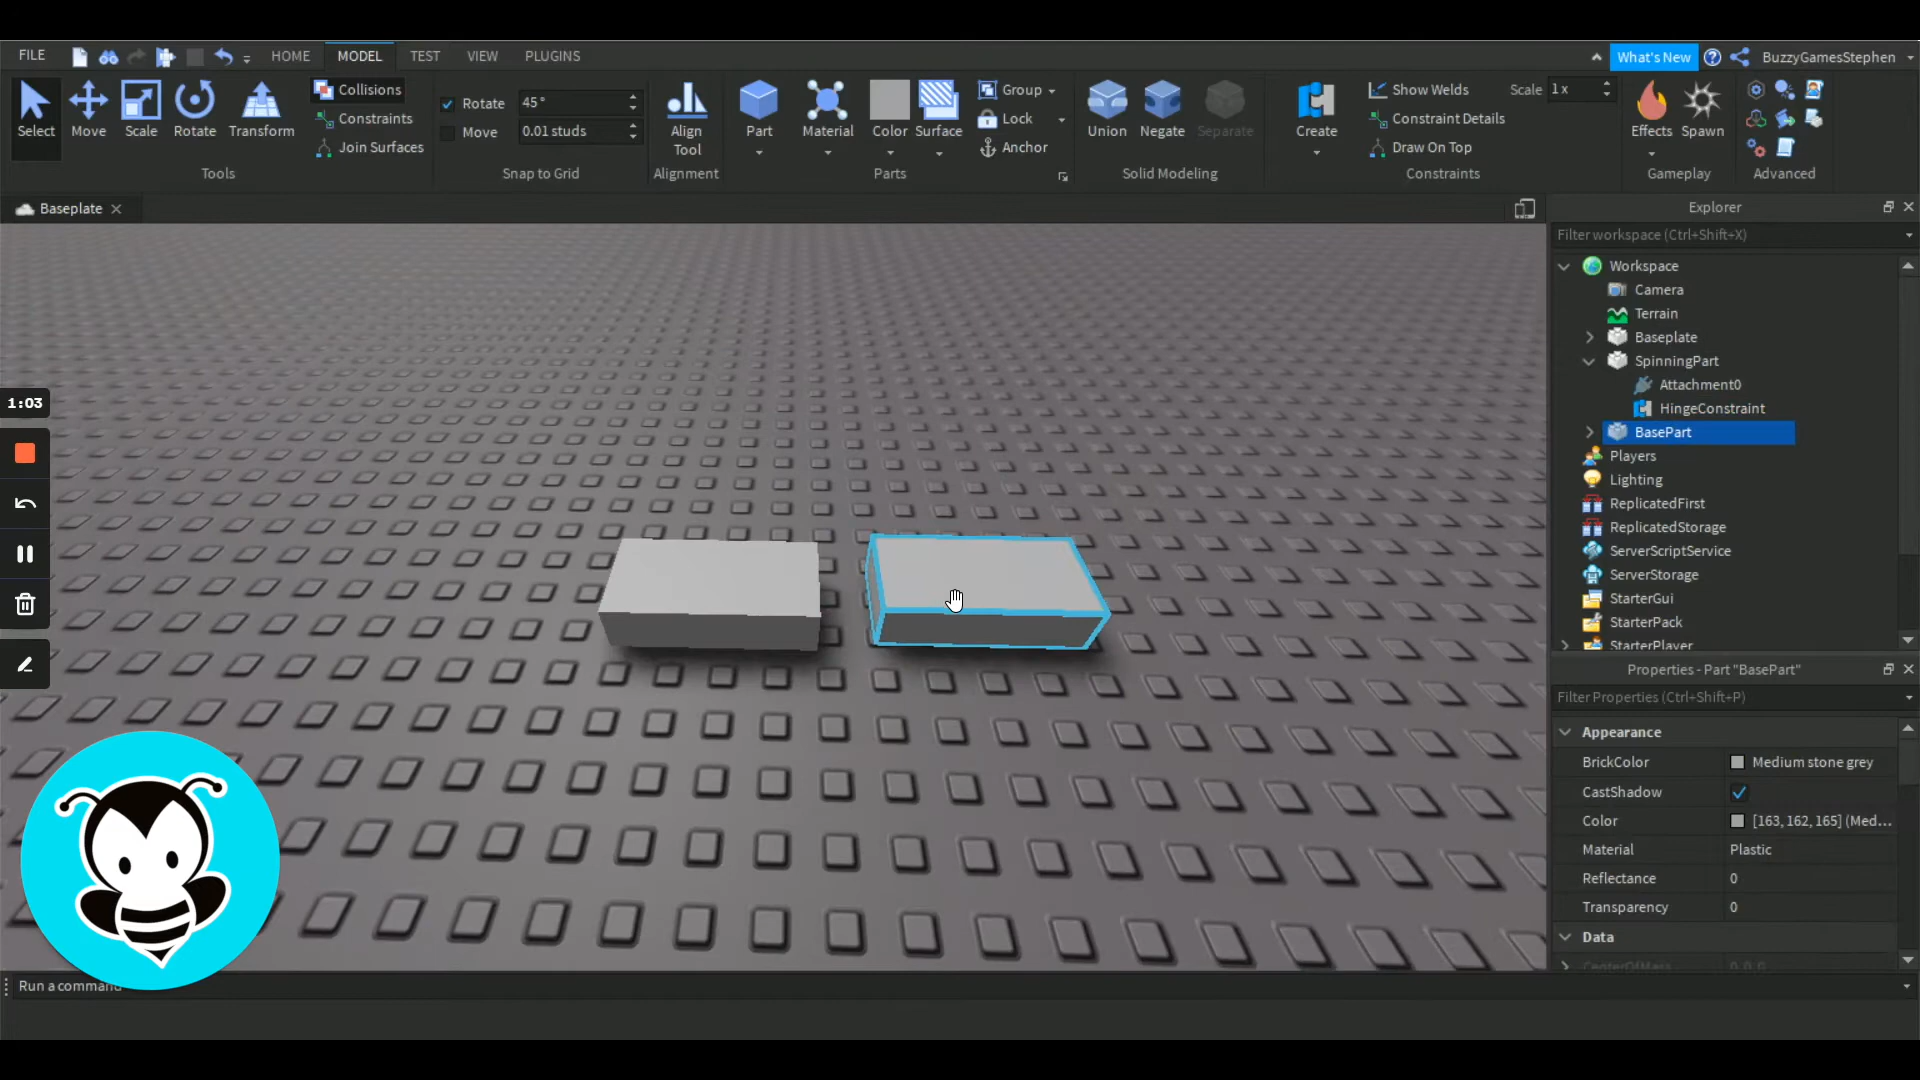 FILE HOME MODEL TEST VIEW PLUGINS What's New BuzzyGamesStephen
Select Move Scale Rotate Transform
Collisions
Constraints
Join Surfaces
Tools
Rotate 45°
Move 0.01 studs
Snap to Grid
Align Tool
Alignment
Part Material Color Surface
Group
Lock
Anchor
Parts
Union Negate Separate
Solid Modeling
Create
Show Welds Scale 1 x
Constraint Details
Draw On Top
Constraints
Effects Spawn
Gameplay
Advanced
Baseplate
1:03
Explorer
Filter workspace (Ctrl+Shift+X)
Workspace
Camera
Terrain
Baseplate
SpinningPart
Attachment0
HingeConstraint
BasePart
Players
Lighting
ReplicatedFirst
ReplicatedStorage
ServerScriptService
ServerStorage
StarterGui
StarterPack
StarterPlayer
Properties - Part "BasePart"
Filter Properties (Ctrl+Shift+P)
Appearance
BrickColor Medium stone grey
CastShadow
Color [163, 162, 165] (Med...
Material Plastic
Reflectance 0
Transparency 0
Data
Run a command